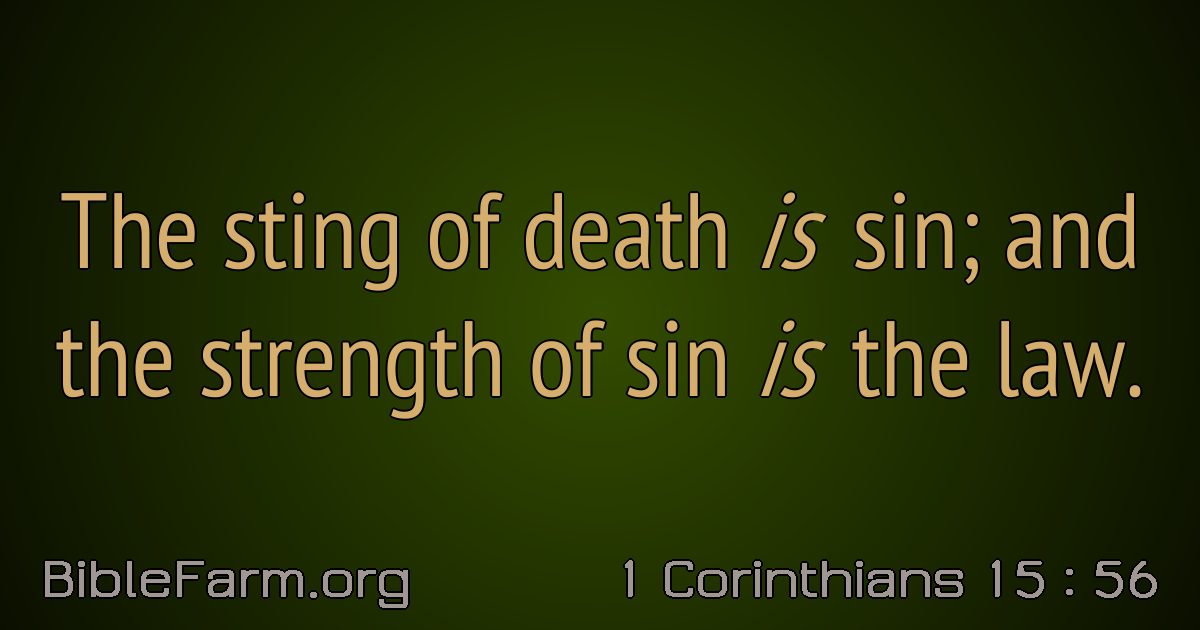 The sting of death is sin; and
the strength of sin is the law.
BibleFarm.org
1 Corinthians 15 : 56